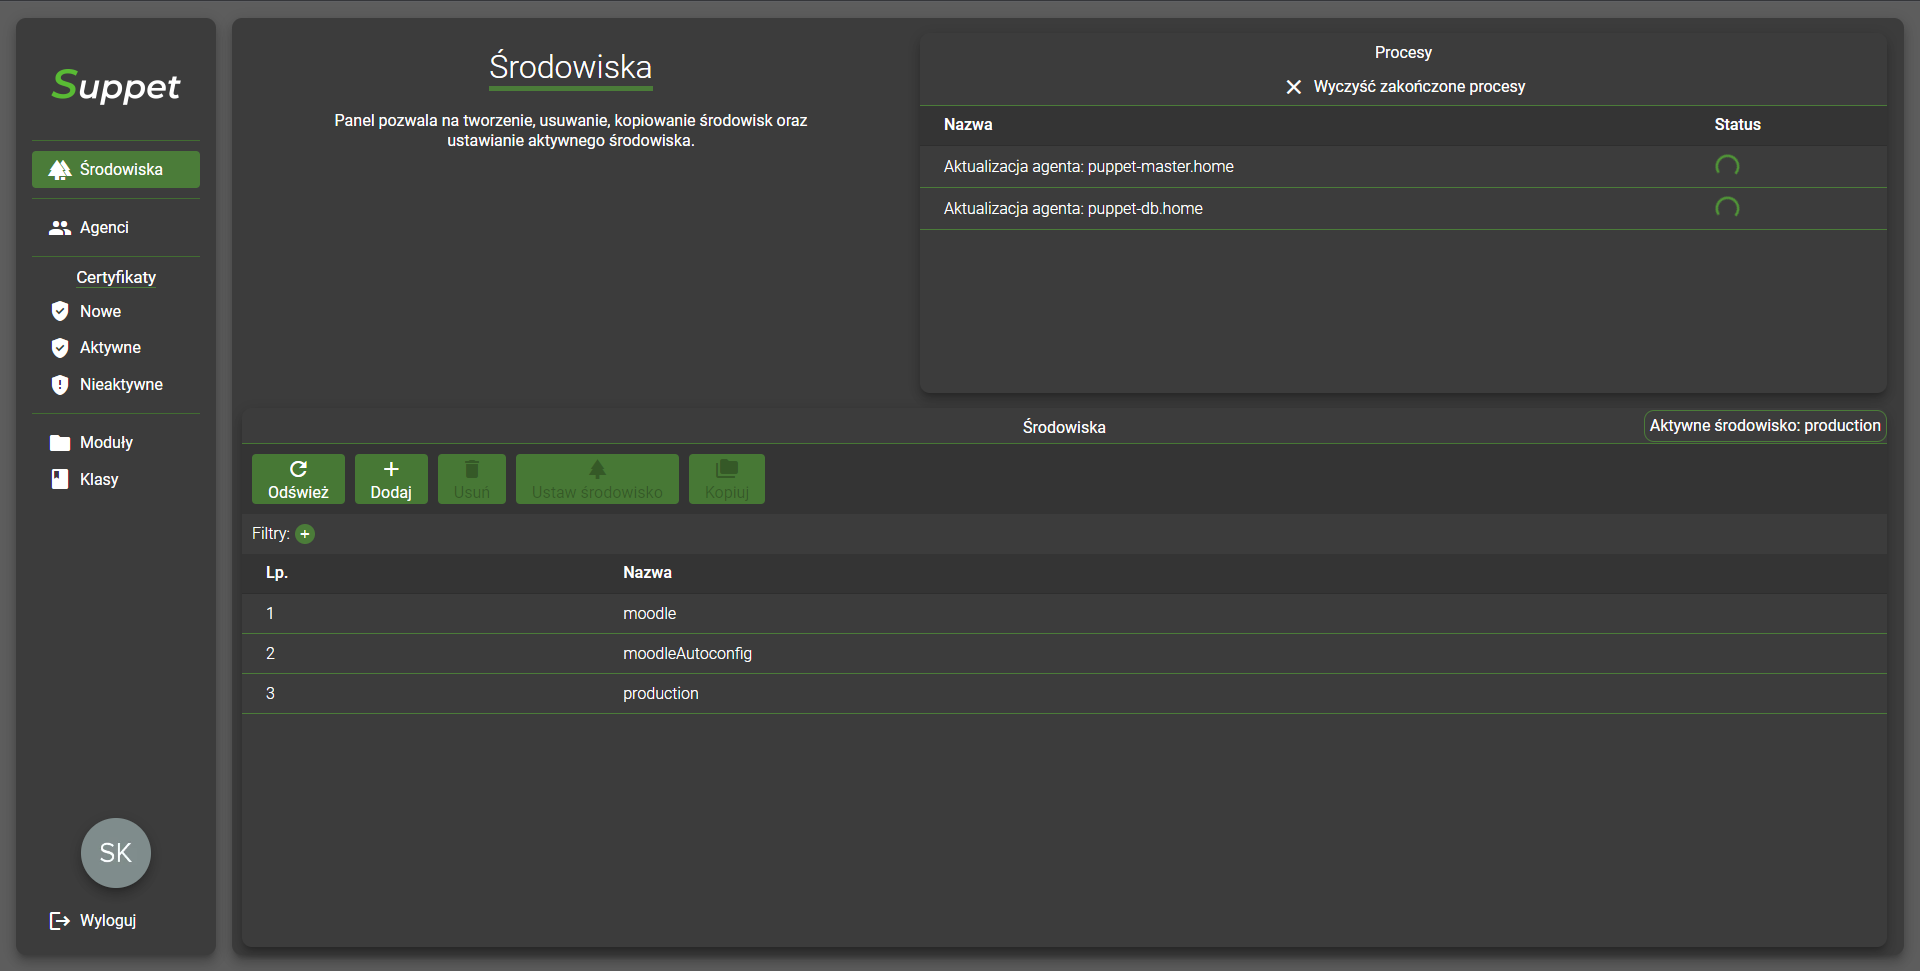 Suppet
Środowiska
Agenci
Certyfikaty
Nowe
Aktywne
Nieaktywne
Moduły
Klasy
SK
Wyloguj
Środowiska
Panel pozwala na tworzenie, usuwanie, kopiowanie środowisk oraz
ustawianie aktywnego środowiska.
Procesy
Wyczyść zakończone procesy
Nazwa Status
Aktualizacja agenta: puppet-master.home
Aktualizacja agenta: puppet-db.home
Środowiska
Aktywne środowisko: production
Odśwież Dodaj Usuń Ustaw środowisko Kopiuj
Filtry:
Lp. Nazwa
1 moodle
2 moodleAutoconfig
3 production